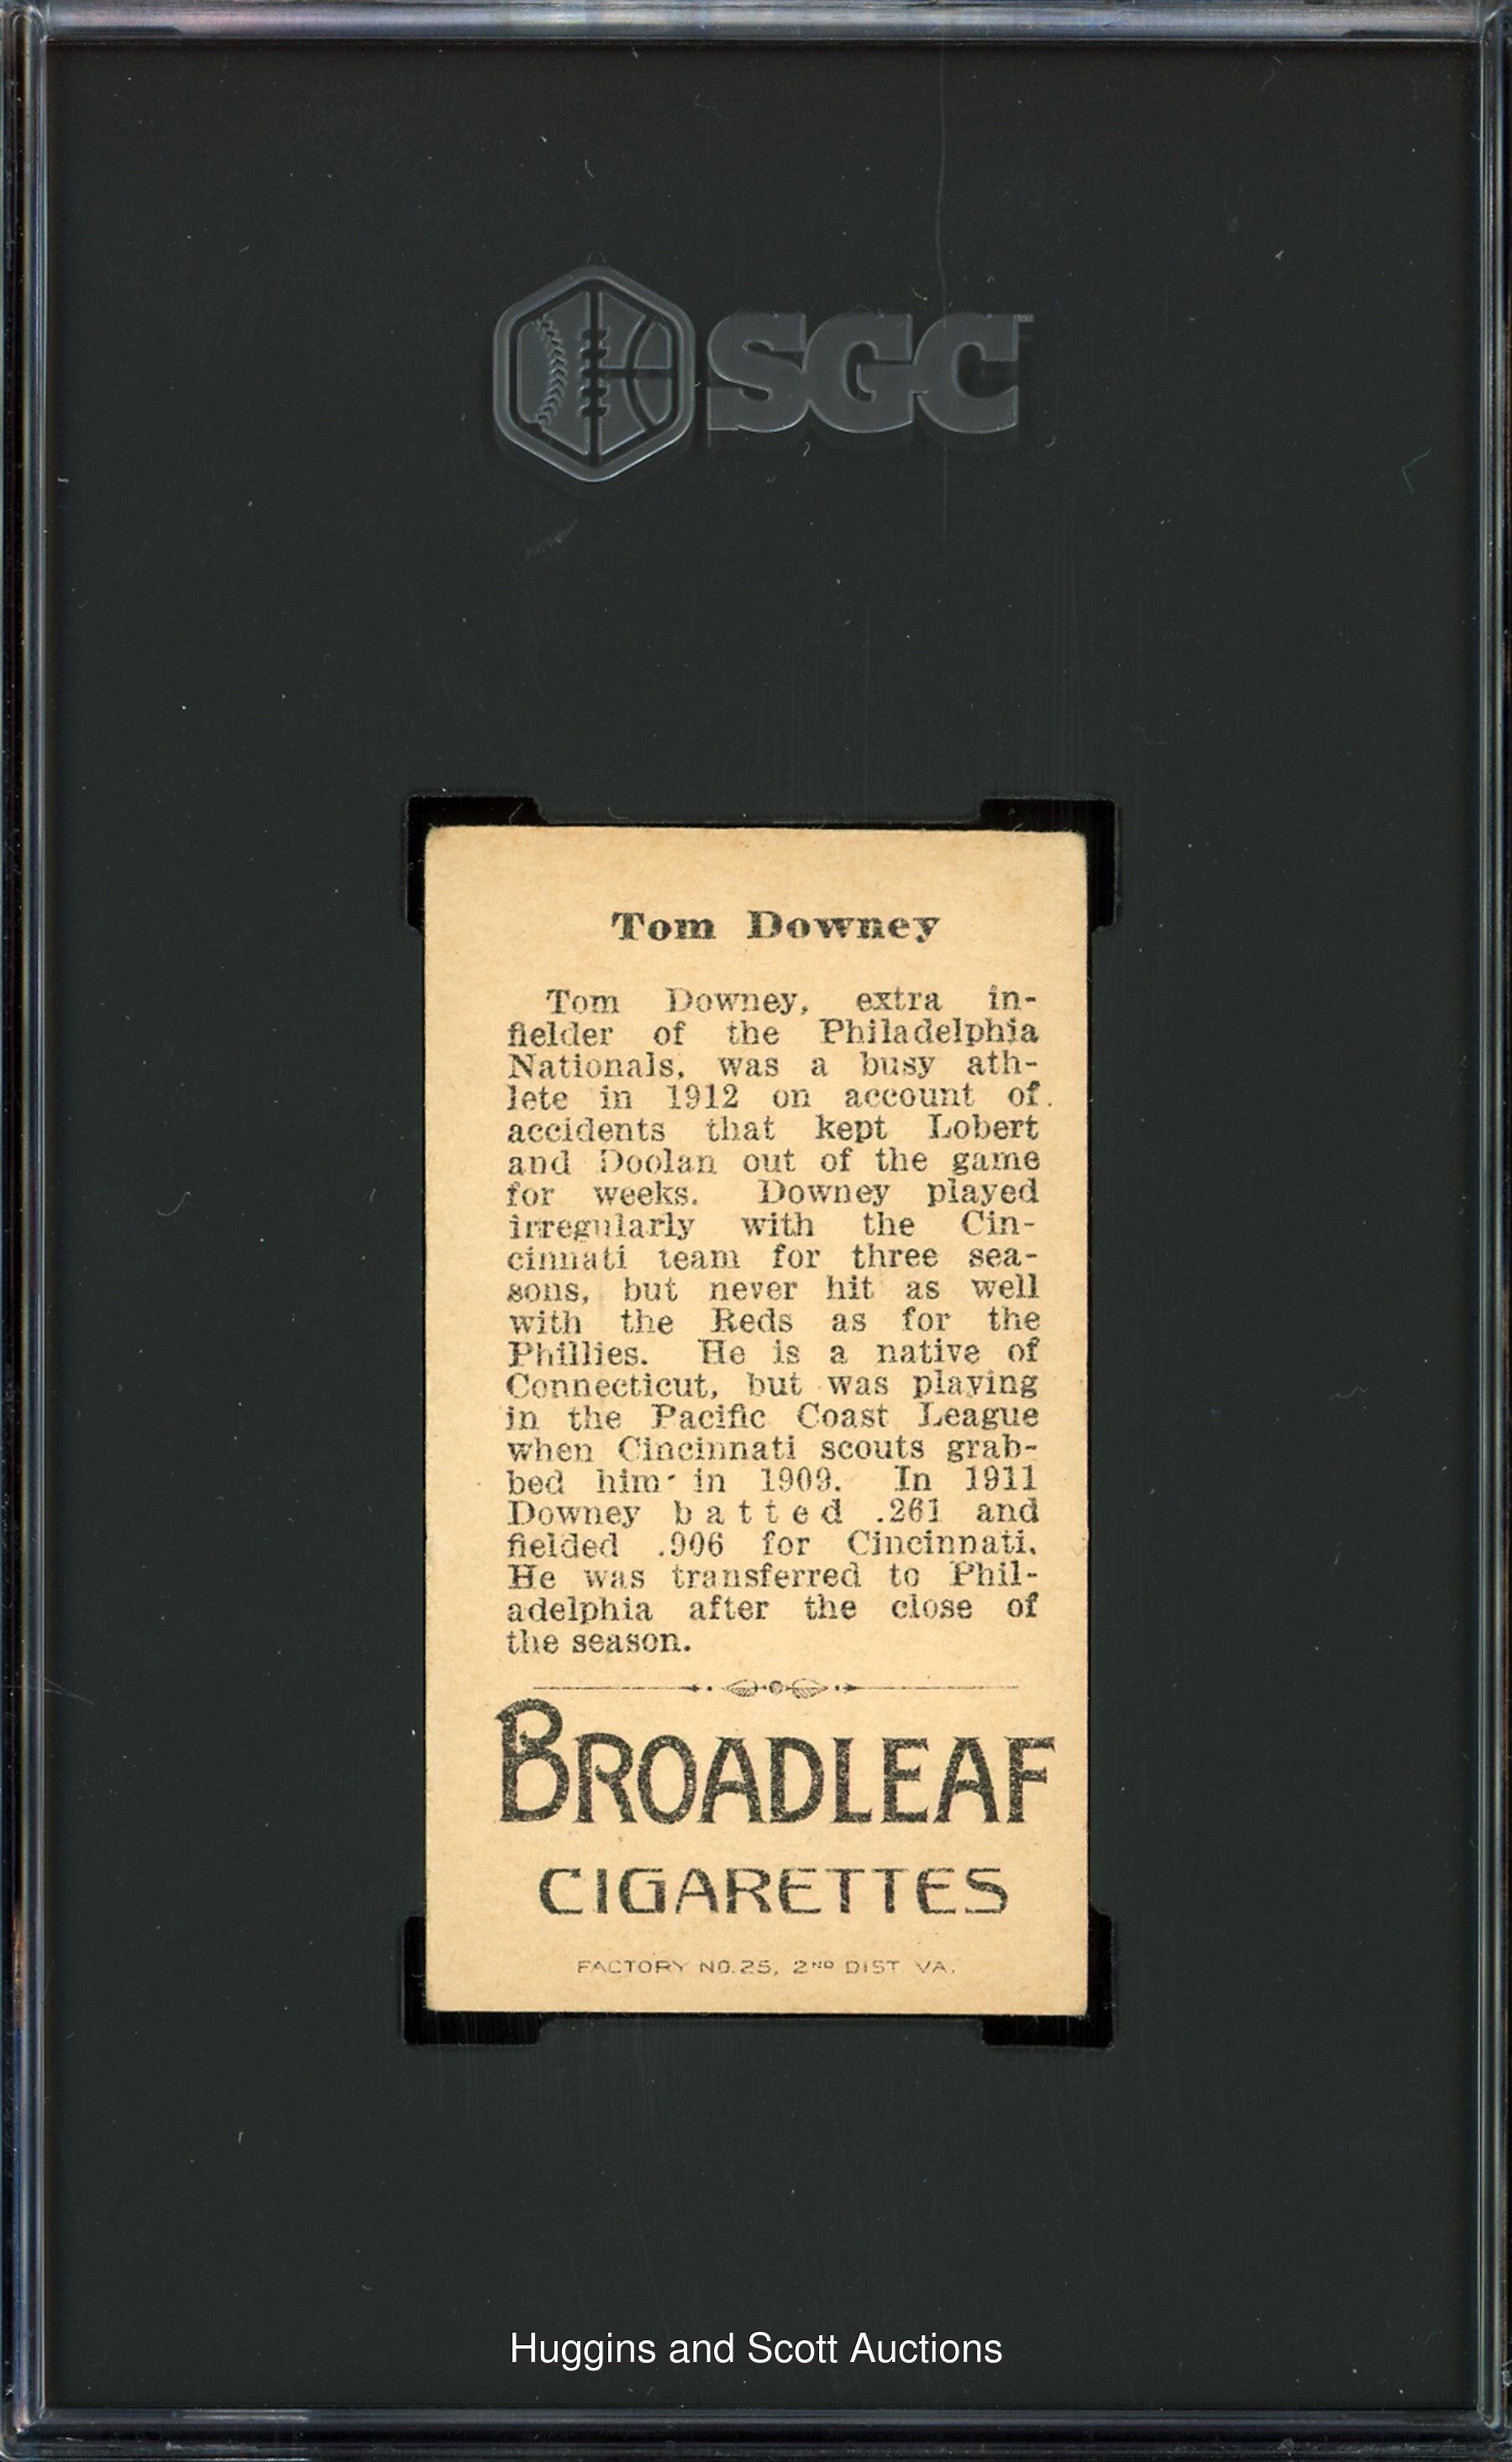 SGC
Tom Downey
Tom Downey, extra in-
fielder of the Philadelphia
Nationals, was a busy ath-
lete in 1912 on account of
accidents that kept Lobert
and Doolan out of the game
for weeks. Downey played
irregularly with the Cin-
cinnati team for three sea-
sons, but never hit as well
with the Reds as for the
Phillies. He is a native of
Connecticut, but was playing
in the Pacific Coast League
when Cincinnati scouts grab-
bed him in 1909. In 1911
Downey batted .261 and
fielded .906 for Cincinnati.
He was transferred to Phil-
adelphia after the close of
the season.
BROADLEAF
CIGARETTES
FACTORY NO. 25, 2ND DIST. VA.
Huggins and Scott Auctions